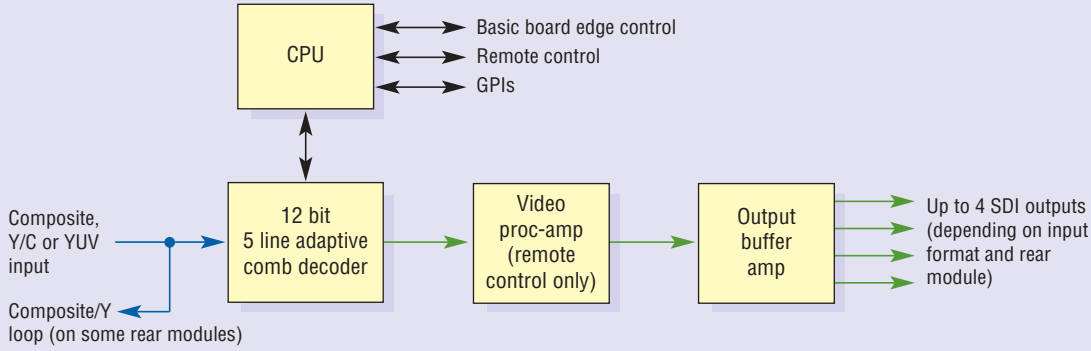 CPU
Basic board edge control
Remote control
GPIs
Composite,
Y/C or YUV
input
12 bit
5 line adaptive
comb decoder
Video
proc-amp
(remote
control only)
Output
buffer
amp
Up to 4 SDI outputs
(depending on input
format and rear
module)
Composite/Y
loop (on some rear modules)